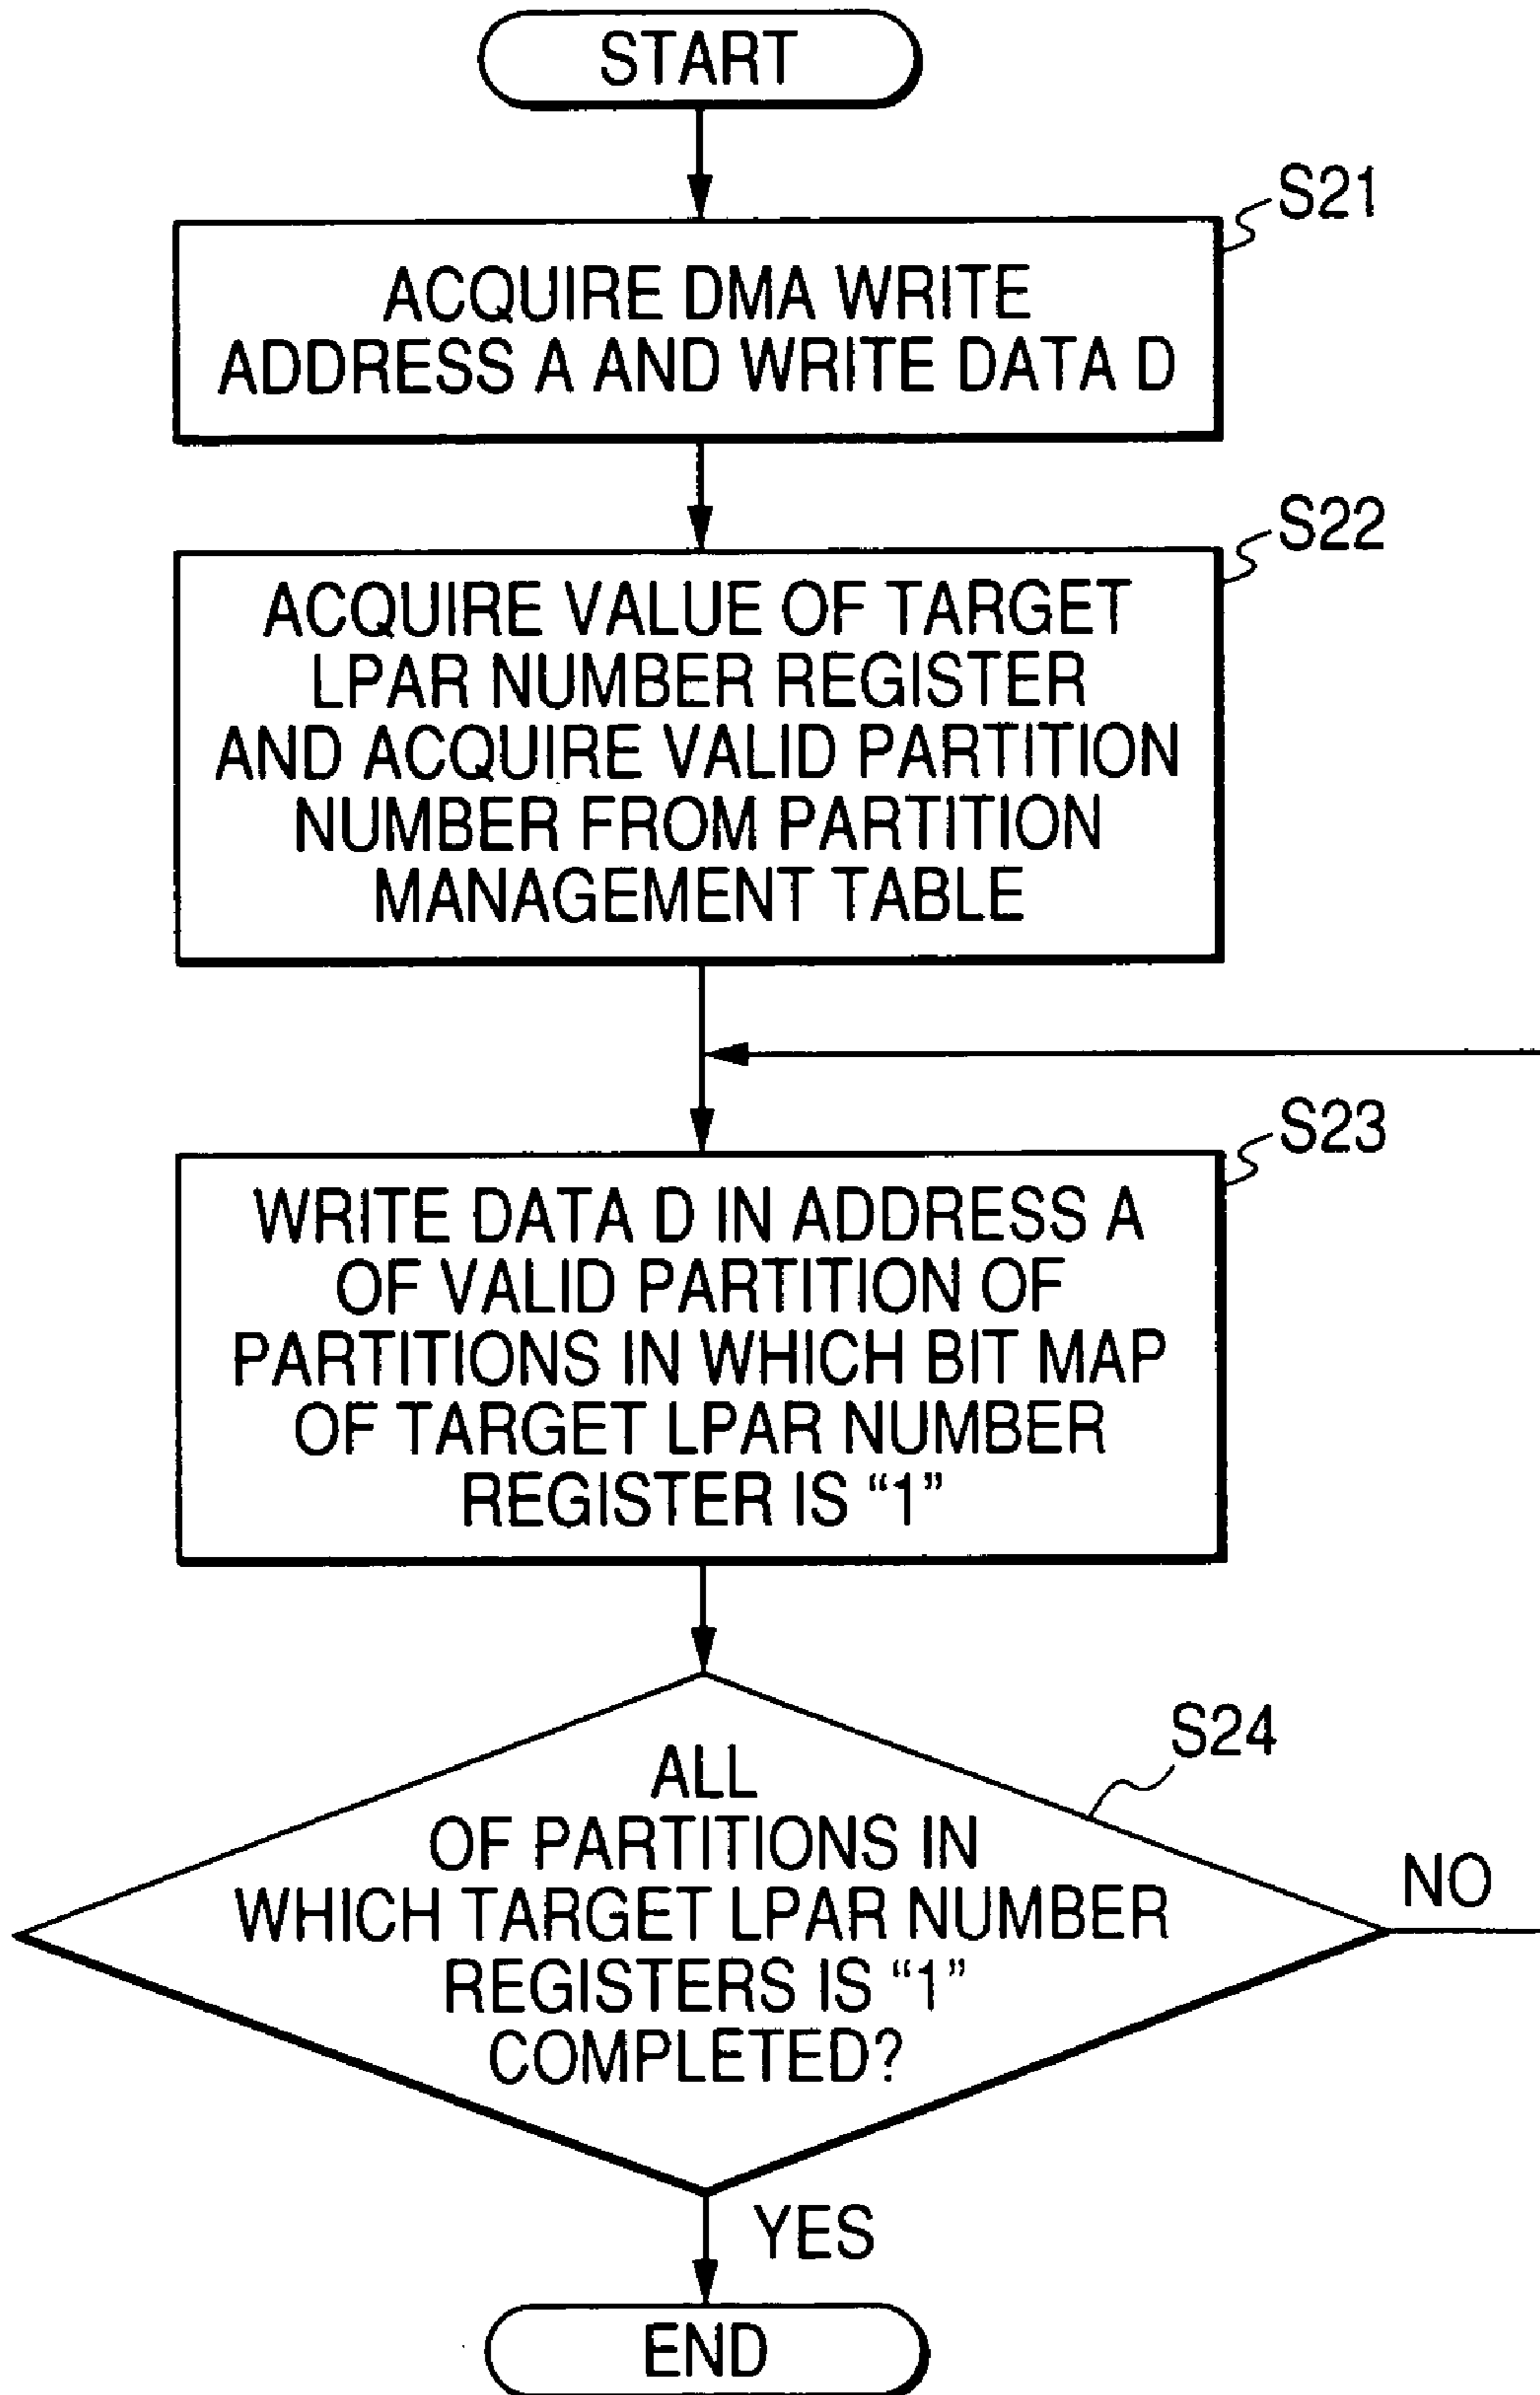 START
S21
ACQUIRE DMA WRITE
ADDRESS A AND WRITE DATA D
S22
ACQUIRE VALUE OF TARGET
LPAR NUMBER REGISTER
AND ACQUIRE VALID PARTITION
NUMBER FROM PARTITION
MANAGEMENT TABLE
S23
WRITE DATA D IN ADDRESS A
OF VALID PARTITION OF
PARTITIONS IN WHICH BIT MAP
OF TARGET LPAR NUMBER
REGISTER IS “1”
S24
ALL
OF PARTITIONS IN
WHICH TARGET LPAR NUMBER
REGISTERS IS “1”
COMPLETED?
NO
YES
END